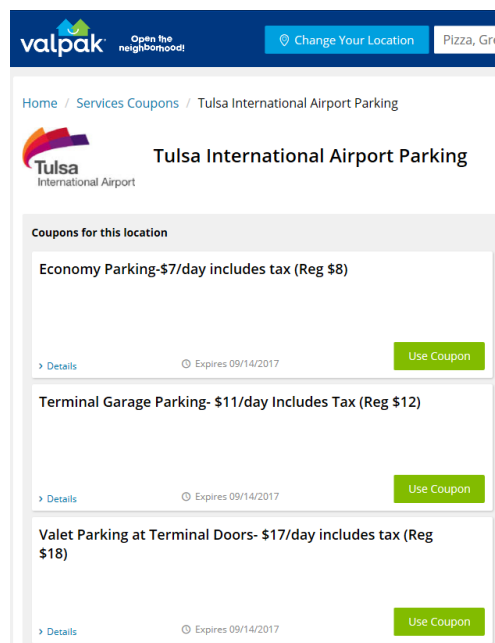 valpak Open the neighborhood!
Change Your Location
Pizza, Gr
Home / Services Coupons / Tulsa International Airport Parking
Tulsa
International Airport
Tulsa International Airport Parking
Coupons for this location
Economy Parking-$7/day includes tax (Reg $8)
› Details
Expires 09/14/2017
Use Coupon
Terminal Garage Parking- $11/day Includes Tax (Reg $12)
› Details
Expires 09/14/2017
Use Coupon
Valet Parking at Terminal Doors- $17/day includes tax (Reg
$18)
› Details
Expires 09/14/2017
Use Coupon